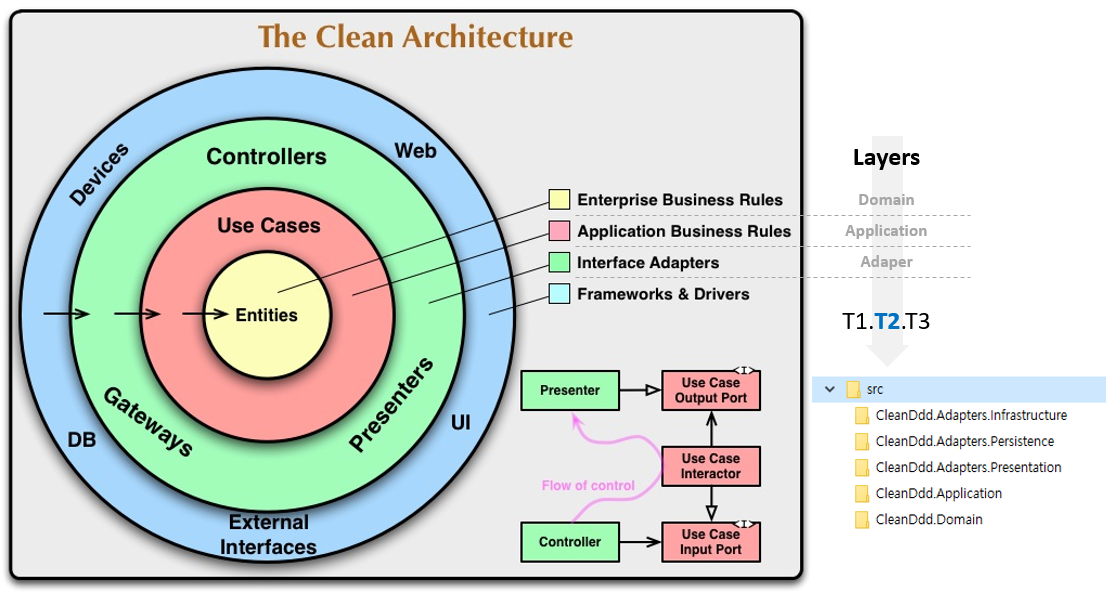 The Clean Architecture
Devices
Web
Controllers
Use Cases
Entities
Gateways
Presenters
DB
UI
External
Interfaces
Enterprise Business Rules
Application Business Rules
Interface Adapters
Frameworks & Drivers
Presenter
Use Case
Output Port
<I>
Use Case
Interactor
Flow of control
Controller
Use Case
Input Port
<I>
Layers
Domain
Application
Adaper
T1.T2.T3
src
CleanDdd.Adapters.Infrastructure
CleanDdd.Adapters.Persistence
CleanDdd.Adapters.Presentation
CleanDdd.Application
CleanDdd.Domain